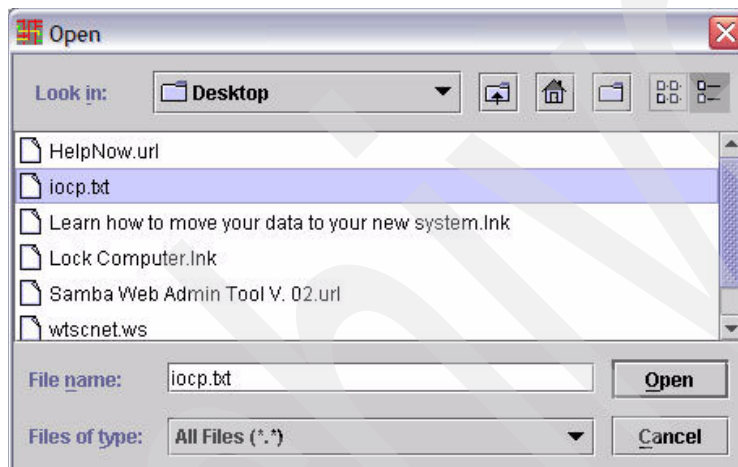 Open
Look in: Desktop
HelpNow.url
iocp.txt
Learn how to move your data to your new system.lnk
Lock Computer.lnk
Samba Web Admin Tool V. 02.url
wtscnet.ws
File name: iocp.txt Open
Files of type: All Files (*.*) Cancel